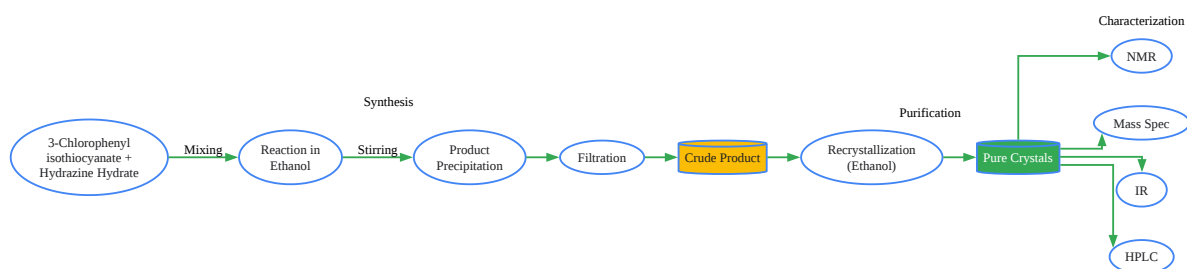 Characterization
NMR
Synthesis
Purification
Mass Spec
3-Chlorophenyl
isothiocyanate +
Hydrazine Hydrate
Mixing
Reaction in
Ethanol
Stirring
Product
Precipitation
Filtration
Crude Product
Recrystallization
(Ethanol)
Pure Crystals
IR
HPLC